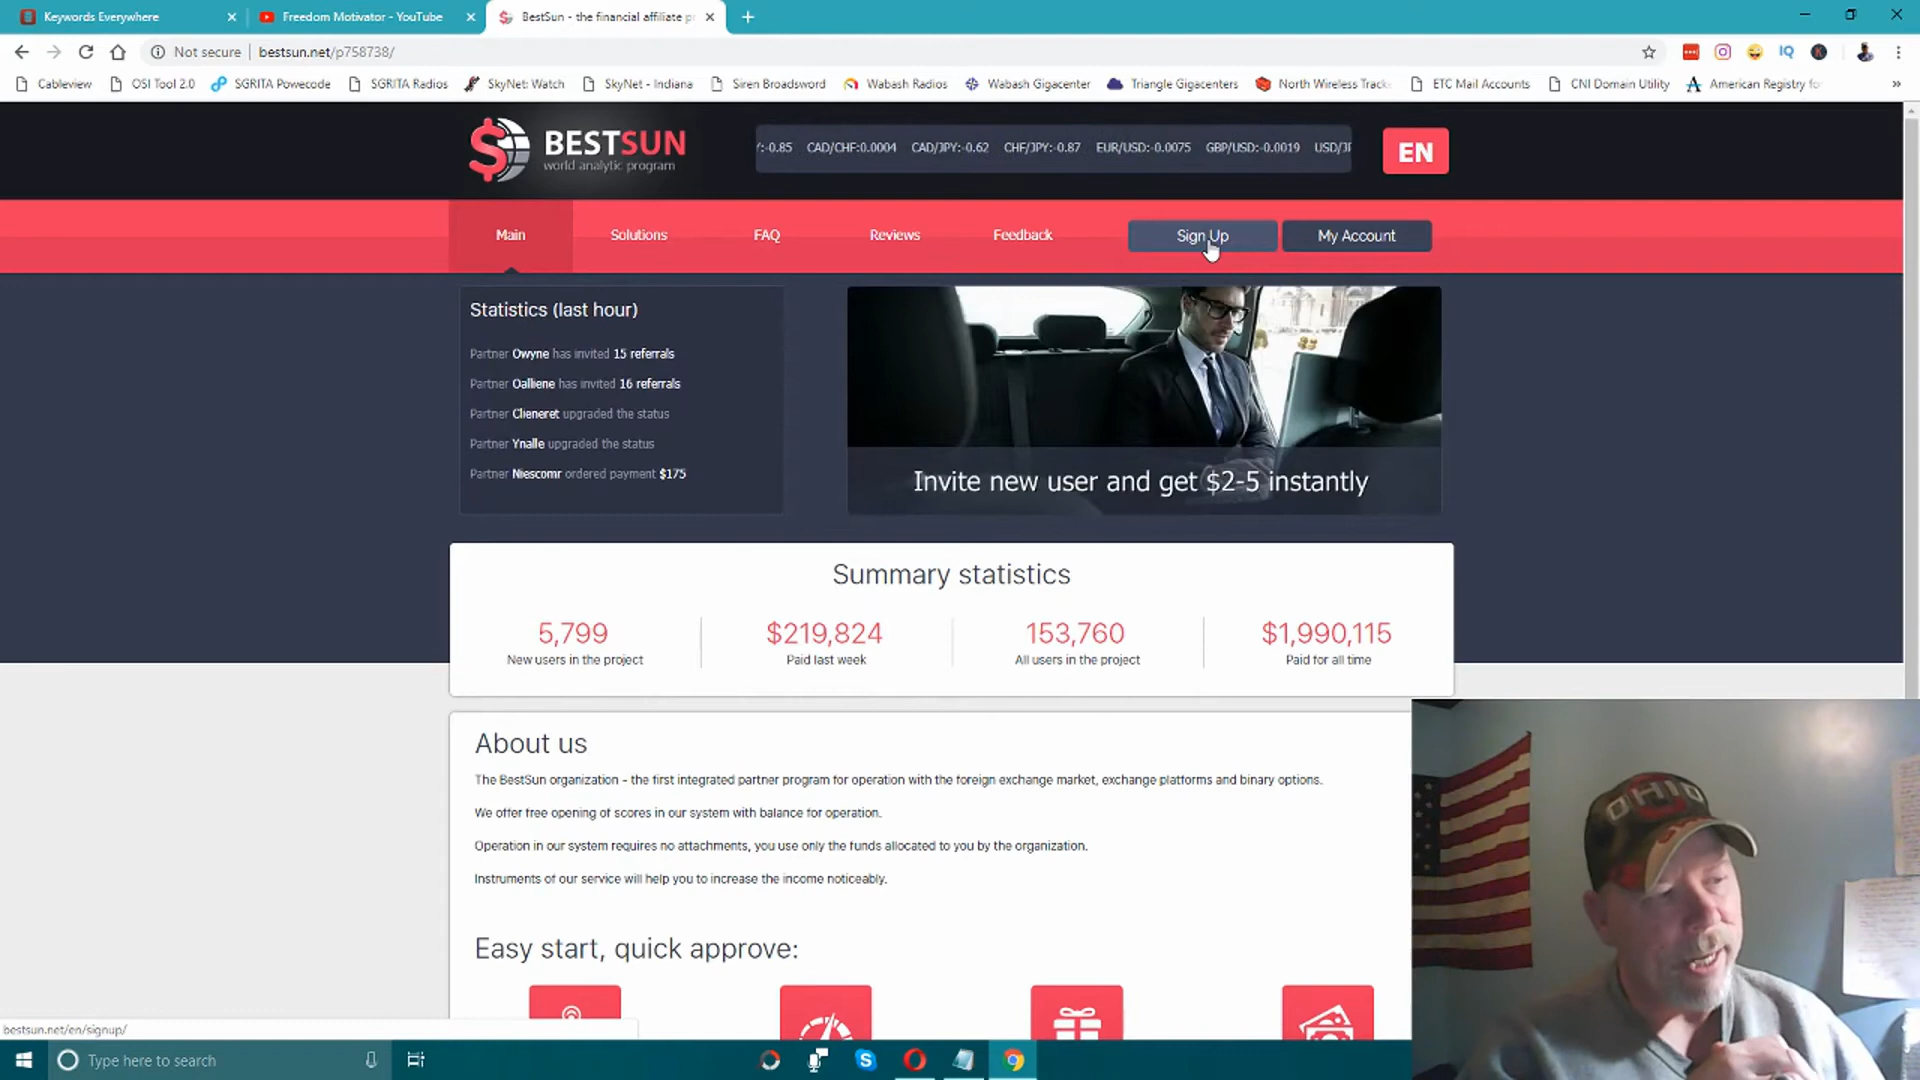 Keywords Everywhere
Freedom Motivator - YouTube
BestSun - the financial affiliate pr
Not secure | bestsun.net/p758738/
IQ
Cableview
OSI Tool 2.0
SGRITA Powecode
SGRITA Radios
SkyNet: Watch
SkyNet - Indiana
Siren Broadsword
Wabash Radios
Wabash Gigacenter
Triangle Gigacenters
North Wireless Track
ETC Mail Accounts
CNI Domain Utility
American Registry fo
BESTSUN
world analytic program
/:-0.85 CAD/CHF:0.0004 CAD/JPY:-0.62 CHF/JPY:-0.87 EUR/USD:-0.0075 GBP/USD:-0.0019 USD/JI
EN
Main
Solutions
FAQ
Reviews
Feedback
Sign Up
My Account
Statistics (last hour)
Partner Owyne has invited 15 referrals
Partner Oalliene has invited 16 referrals
Partner Clieneret upgraded the status
Partner Ynalle upgraded the status
Partner Niescomr ordered payment $175
Invite new user and get $2-5 instantly
Summary statistics
5,799
New users in the project
$219,824
Paid last week
153,760
All users in the project
$1,990,115
Paid for all time
About us
The BestSun organization - the first integrated partner program for operation with the foreign exchange market, exchange platforms and binary options.
We offer free opening of scores in our system with balance for operation.
Operation in our system requires no attachments, you use only the funds allocated to you by the organization.
Instruments of our service will help you to increase the income noticeably.
Easy start, quick approve:
OHIO
bestsun.net/en/signup/
Type here to search